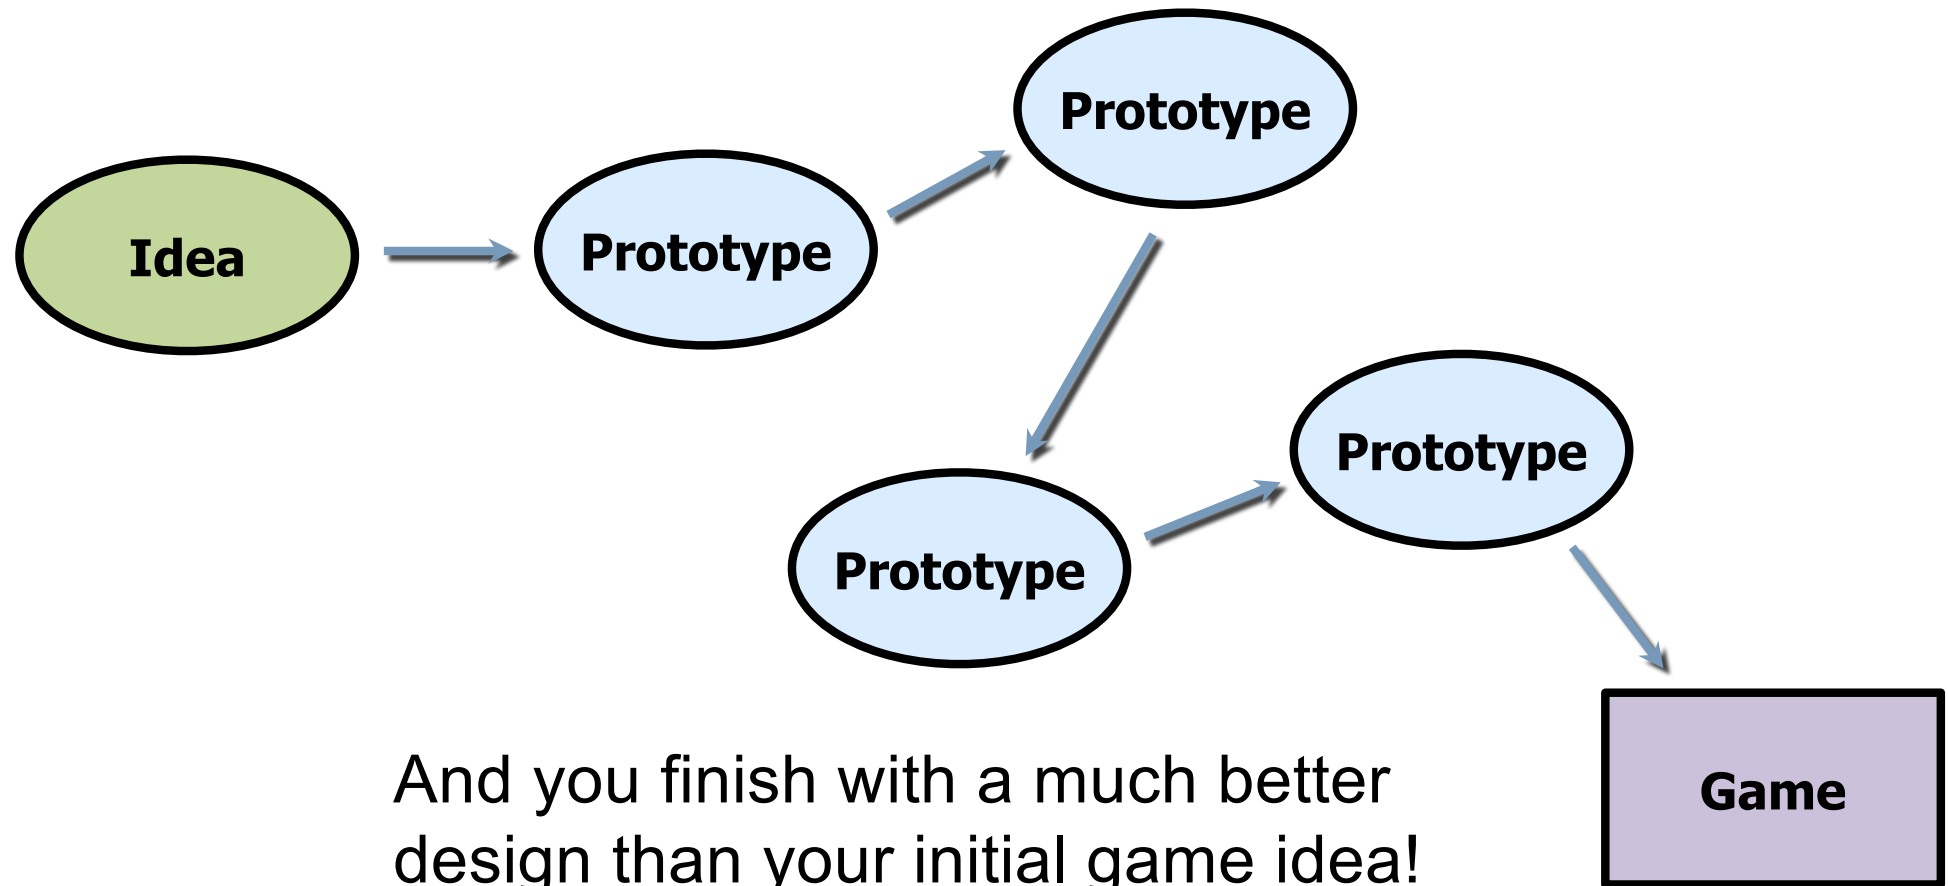 Prototype
Idea
Prototype
Prototype
Prototype
Game
And you finish with a much better
design than your initial game idea!